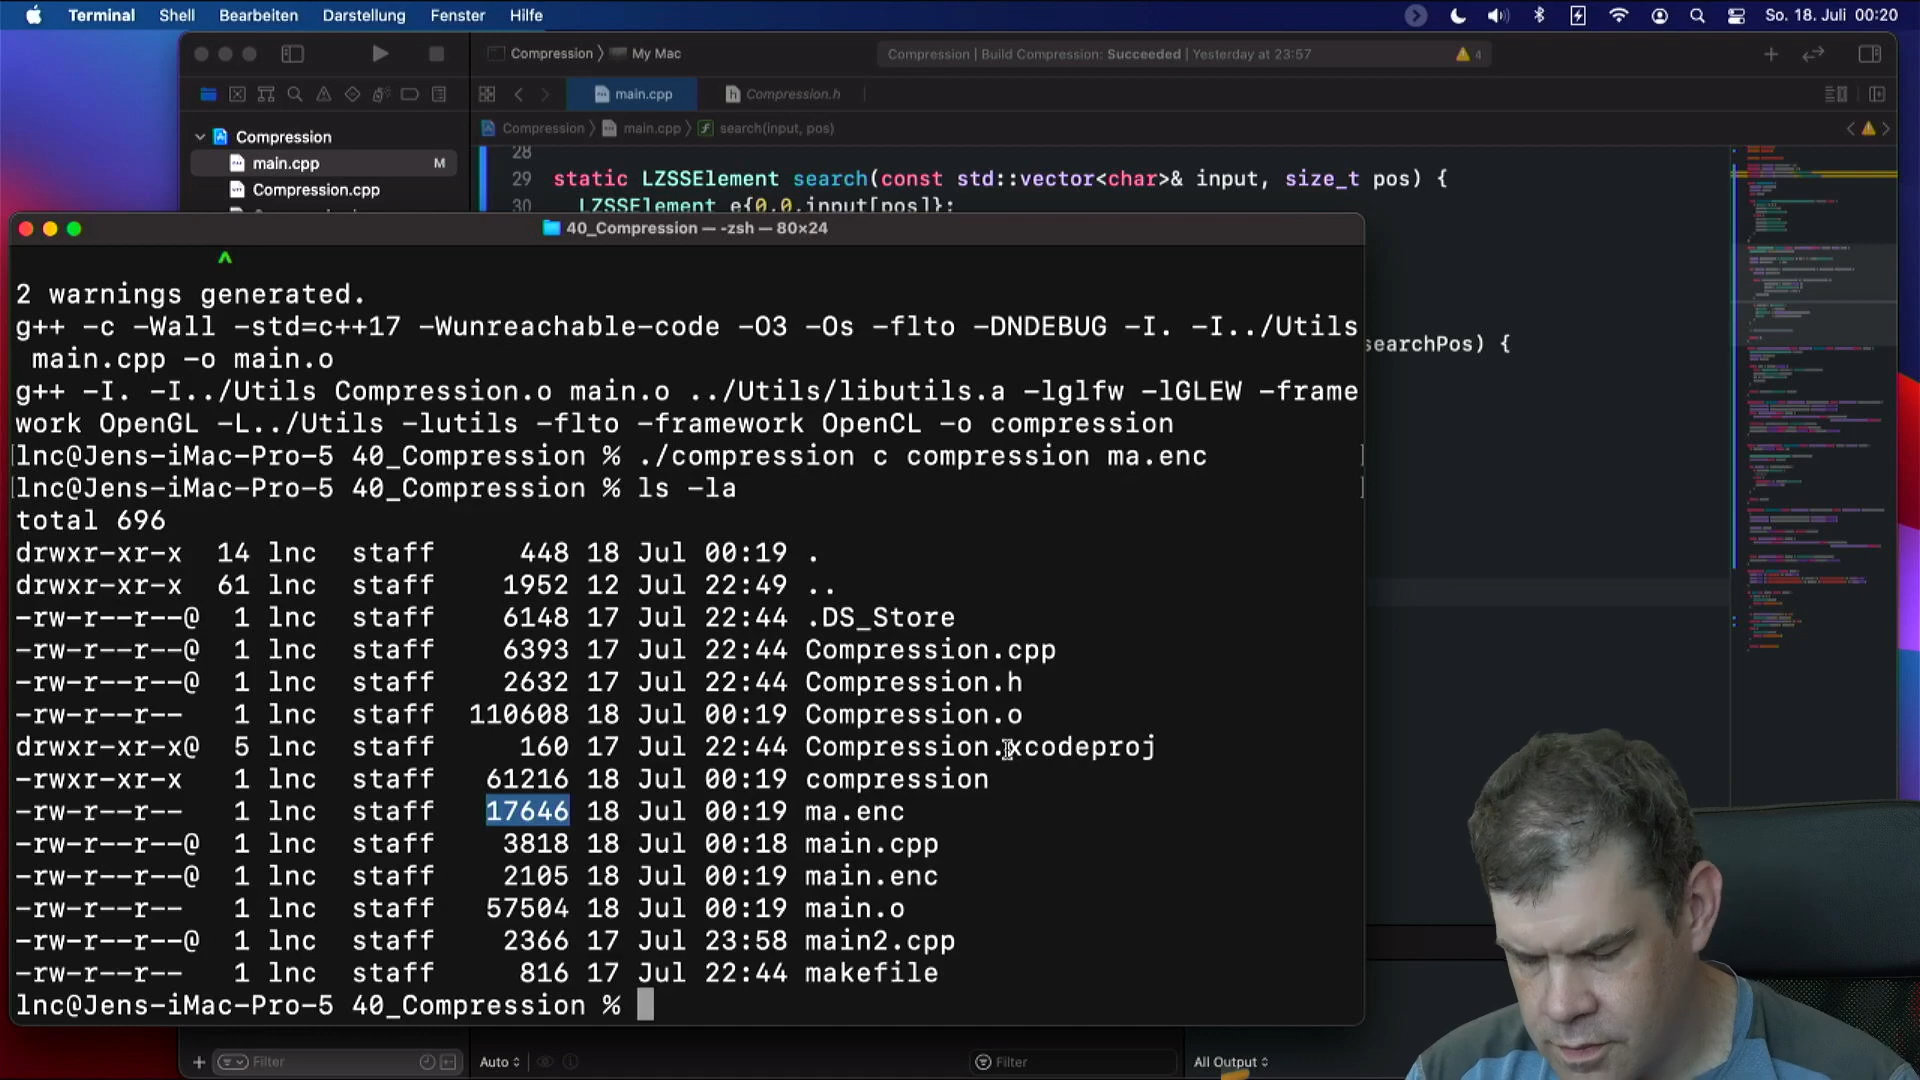 Terminal Shell Bearbeiten Darstellung Fenster Hilfe So. 18. Juli 00:20
Compression My Mac Compression | Build Compression: Succeeded | Yesterday at 23:57 4
main.cpp Compression.h
Compression Compression main.cpp search(input, pos)
main.cpp M
Compression.cpp
28
29 static LZSSElement search(const std::vector<char>& input, size_t pos) {
30 LZSSElement e{0,0,input[pos]};
searchPos) {
40_Compression — -zsh — 80×24
^
2 warnings generated.
g++ -c -Wall -std=c++17 -Wunreachable-code -O3 -Os -flto -DNDEBUG -I. -I../Utils
main.cpp -o main.o
g++ -I. -I../Utils Compression.o main.o ../Utils/libutils.a -lglfw -lGLEW -frame
work OpenGL -L../Utils -lutils -flto -framework OpenCL -o compression
[lnc@Jens-iMac-Pro-5 40_Compression % ./compression c compression ma.enc ]
[lnc@Jens-iMac-Pro-5 40_Compression % ls -la ]
total 696
drwxr-xr-x 14 lnc staff 448 18 Jul 00:19 .
drwxr-xr-x 61 lnc staff 1952 12 Jul 22:49 ..
-rw-r--r--@ 1 lnc staff 6148 17 Jul 22:44 .DS_Store
-rw-r--r--@ 1 lnc staff 6393 17 Jul 22:44 Compression.cpp
-rw-r--r--@ 1 lnc staff 2632 17 Jul 22:44 Compression.h
-rw-r--r-- 1 lnc staff 110608 18 Jul 00:19 Compression.o
drwxr-xr-x@ 5 lnc staff 160 17 Jul 22:44 Compression.xcodeproj
-rwxr-xr-x 1 lnc staff 61216 18 Jul 00:19 compression
-rw-r--r-- 1 lnc staff 17646 18 Jul 00:19 ma.enc
-rw-r--r--@ 1 lnc staff 3818 18 Jul 00:18 main.cpp
-rw-r--r--@ 1 lnc staff 2105 18 Jul 00:19 main.enc
-rw-r--r-- 1 lnc staff 57504 18 Jul 00:19 main.o
-rw-r--r--@ 1 lnc staff 2366 17 Jul 23:58 main2.cpp
-rw-r--r-- 1 lnc staff 816 17 Jul 22:44 makefile
lnc@Jens-iMac-Pro-5 40_Compression %
Filter Auto Filter All Output